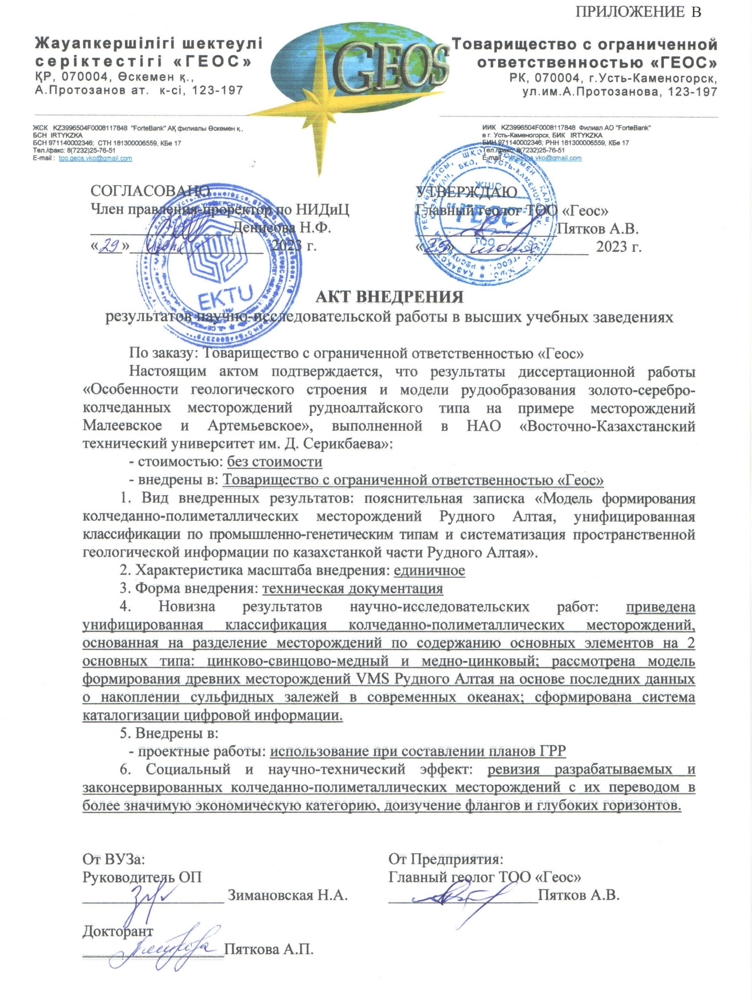 ПРИЛОЖЕНИЕ В
Жауапкершілігі шектеулі
серіктестігі «ГЕОС»
ҚР, 070004, Өскемен қ.,
А.Протозанов ат. к-сі, 123-197
GEOS
Товарищество с ограниченной
ответственностью «ГЕОС»
РК, 070004, г.Усть-Каменогорск,
ул.им.А.Протозанова, 123-197
ЖСК KZ3996504F0008117848 "ForteBank" АҚ филиалы Өскемен қ.,
БСН IRTYKZKA
БСН 971140002346; СТН 181300006559, КБе 17
Тел./факс: 8(7232)25-76-51
E-mail : too.geos.vko@gmail.com
ИИК KZ3996504F0008117848 Филиал АО "ForteBank"
в г. Усть-Каменогорск, БИК IRTYKZKA
БИН 971140002346; РНН 181300006559, КБе 17
Тел./факс: 8(7232)25-76-51
E-mail : too.geos.vko@gmail.com
СОГЛАСОВАНО
Член правления-проректор по НИДиЦ
Денисова Н.Ф.
«29» июня 2023 г.
EKTU
УТВЕРЖДАЮ
Главный геолог ТОО «Геос»
Пятков А.В.
«29» июня 2023 г.
ЖШС
ГЕОС
ТОО
АКТ ВНЕДРЕНИЯ
результатов научно-исследовательской работы в высших учебных заведениях
По заказу: Товарищество с ограниченной ответственностью «Геос»
Настоящим актом подтверждается, что результаты диссертационной работы
«Особенности геологического строения и модели рудообразования золото-серебро-
колчеданных месторождений рудноалтайского типа на примере месторождений
Малеевское и Артемьевское», выполненной в НАО «Восточно-Казахстанский
технический университет им. Д. Серикбаева»:
- стоимостью: без стоимости
- внедрены в: Товарищество с ограниченной ответственностью «Геос»
1. Вид внедренных результатов: пояснительная записка «Модель формирования
колчеданно-полиметаллических месторождений Рудного Алтая, унифицированная
классификации по промышленно-генетическим типам и систематизация пространственной
геологической информации по казахстанкой части Рудного Алтая».
2. Характеристика масштаба внедрения: единичное
3. Форма внедрения: техническая документация
4. Новизна результатов научно-исследовательских работ: приведена
унифицированная классификация колчеданно-полиметаллических месторождений,
основанная на разделение месторождений по содержанию основных элементов на 2
основных типа: цинково-свинцово-медный и медно-цинковый; рассмотрена модель
формирования древних месторождений VMS Рудного Алтая на основе последних данных
о накоплении сульфидных залежей в современных океанах; сформирована система
каталогизации цифровой информации.
5. Внедрены в:
- проектные работы: использование при составлении планов ГРР
6. Социальный и научно-технический эффект: ревизия разрабатываемых и
законсервированных колчеданно-полиметаллических месторождений с их переводом в
более значимую экономическую категорию, доизучение флангов и глубоких горизонтов.
От ВУЗа:
Руководитель ОП
Зимановская Н.А.
Докторант
Пяткова А.П.
От Предприятия:
Главный геолог ТОО «Геос»
Пятков А.В.